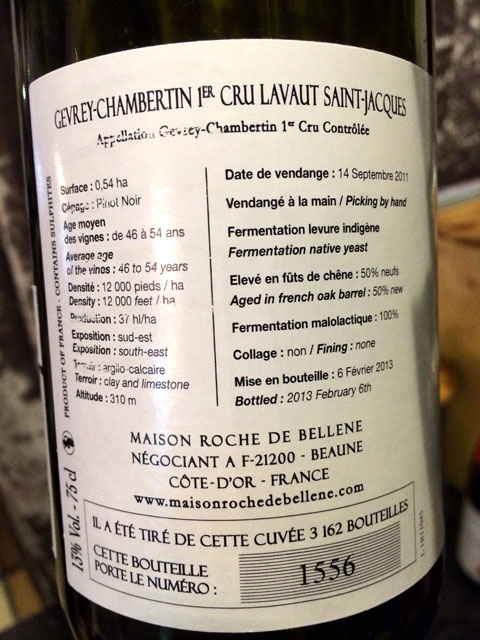 GEVREY-CHAMBERTIN 1ER CRU LAVAUT SAINT-JACQUES
Appellation Gevrey-Chambertin 1er Cru Contrôlée
Surface : 0,54 ha
Cépage : Pinot Noir
Age moyen
des vignes : de 46 à 54 ans
Average age
of the vines : 46 to 54 years
Densité : 12 000 pieds / ha
Density : 12 000 feet / ha
Production : 37 hl/ha
Exposition : sud-est
Exposition : south-east
Terroir : argilo-calcaire
Terroir : clay and limestone
Altitude : 310 m
Date de vendange : 14 Septembre 2011
Vendangé à la main / Picking by hand
Fermentation levure indigène
Fermentation native yeast
Elevé en fûts de chêne : 50% neufs
Aged in french oak barrel : 50% new
Fermentation malolactique : 100%
Collage : non / Fining : none
Mise en bouteille : 6 Février 2013
Bottled : 2013 February 6th
PRODUCT OF FRANCE - CONTAINS SULPHITES
13% Vol. - 75 cl
MAISON ROCHE DE BELLENE
NÉGOCIANT A F-21200 - BEAUNE
CÔTE-D'OR - FRANCE
www.maisonrochedebellene.com
IL A ÉTÉ TIRÉ DE CETTE CUVÉE 3 162 BOUTEILLES
CETTE BOUTEILLE
PORTE LE NUMÉRO :
1556